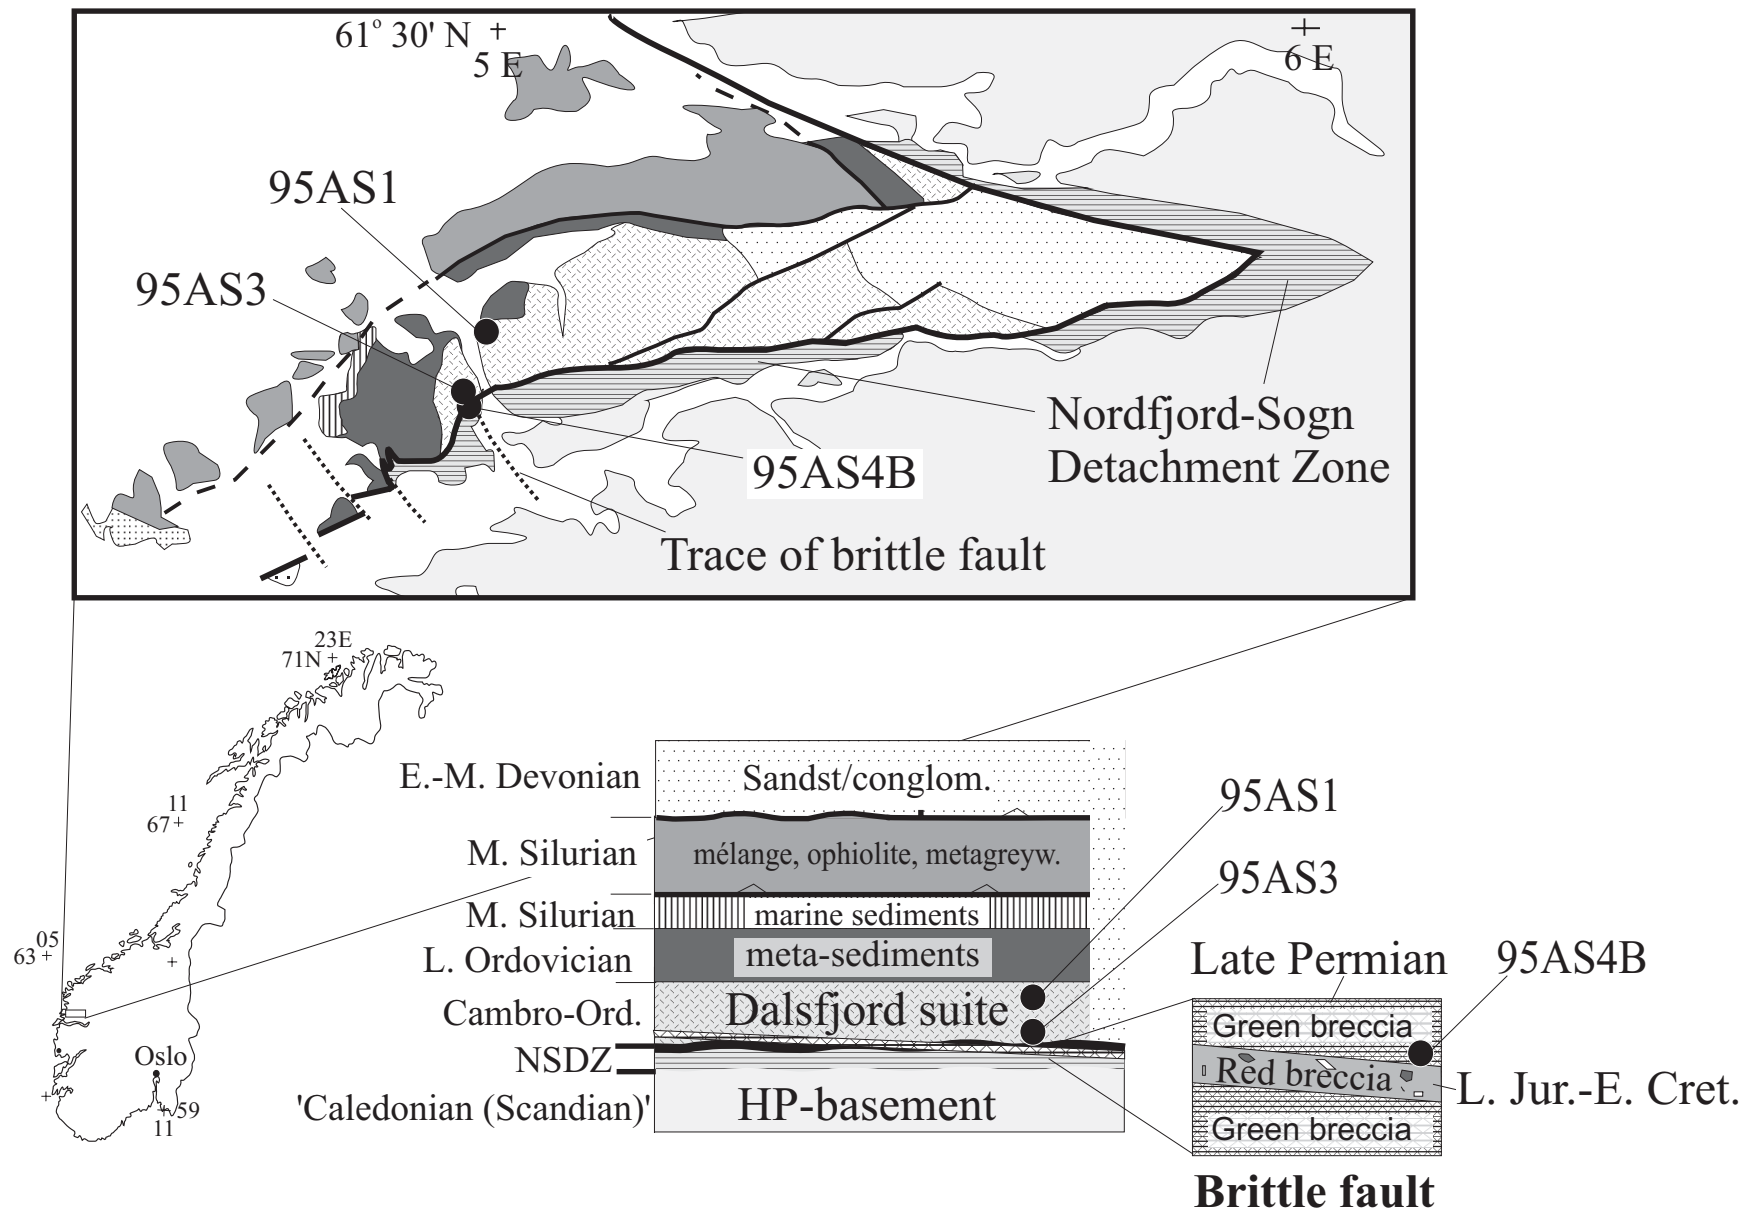 61° 30' N
5 E
6 E
95AS1
95AS3
Nordfjord-Sogn
Detachment Zone
95AS4B
Trace of brittle fault
23E
71N
11
67
05
63
Oslo
59
11
E.-M. Devonian
Sandst/conglom.
95AS1
M. Silurian
mélange, ophiolite, metagreyw.
95AS3
M. Silurian
marine sediments
L. Ordovician
meta-sediments
Late Permian
95AS4B
Cambro-Ord.
Dalsfjord suite
Green breccia
NSDZ
Red breccia
L. Jur.-E. Cret.
'Caledonian (Scandian)'
HP-basement
Green breccia
Brittle fault